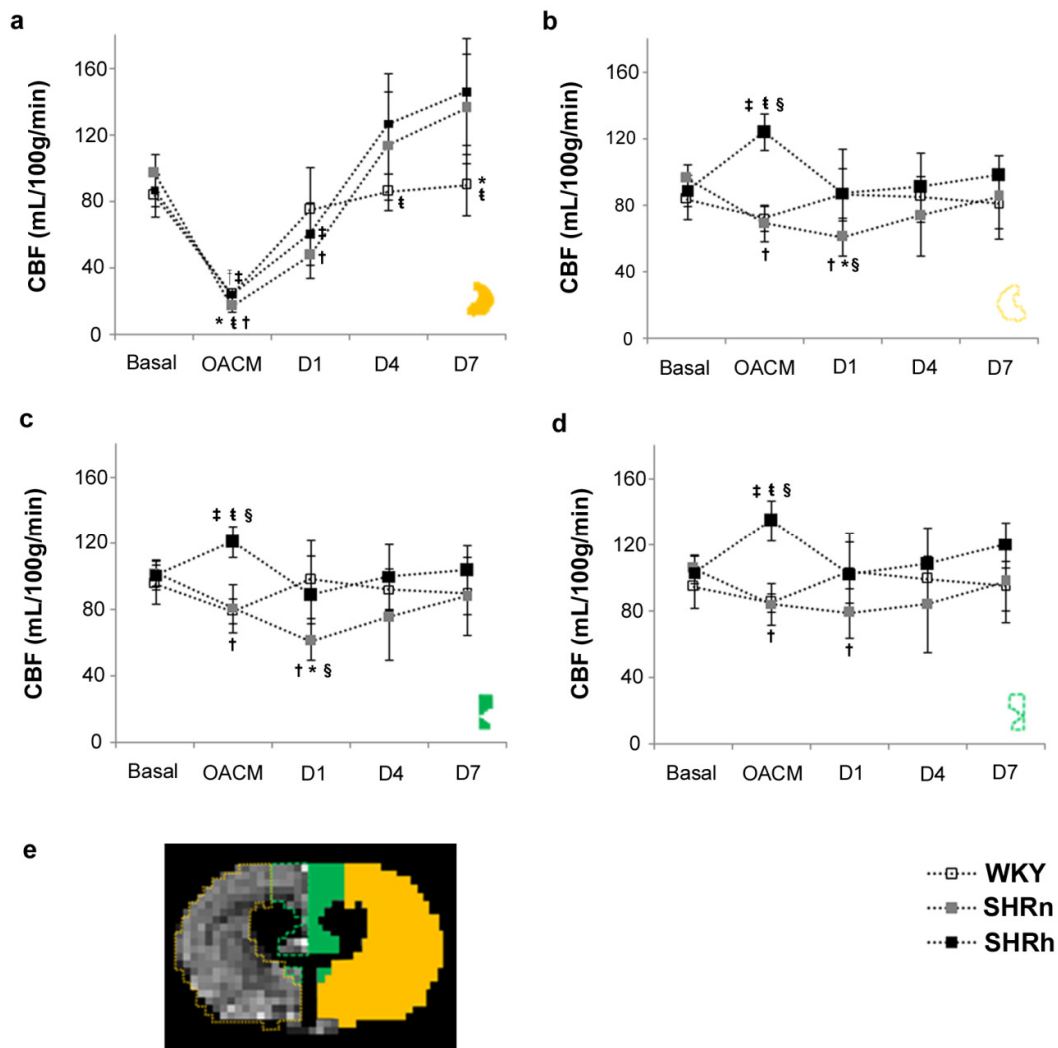 a
CBF (mL/100g/min)
160
120
80
40
0
Basal OACM D1 D4 D7
‡
* ŧ †
‡
†
ŧ
*
ŧ
b
CBF (mL/100g/min)
160
120
80
40
0
Basal OACM D1 D4 D7
‡ ŧ §
†
† * §
c
CBF (mL/100g/min)
160
120
80
40
0
Basal OACM D1 D4 D7
‡ ŧ §
†
† * §
d
CBF (mL/100g/min)
160
120
80
40
0
Basal OACM D1 D4 D7
‡ ŧ §
†
†
e
WKY
SHRn
SHRh